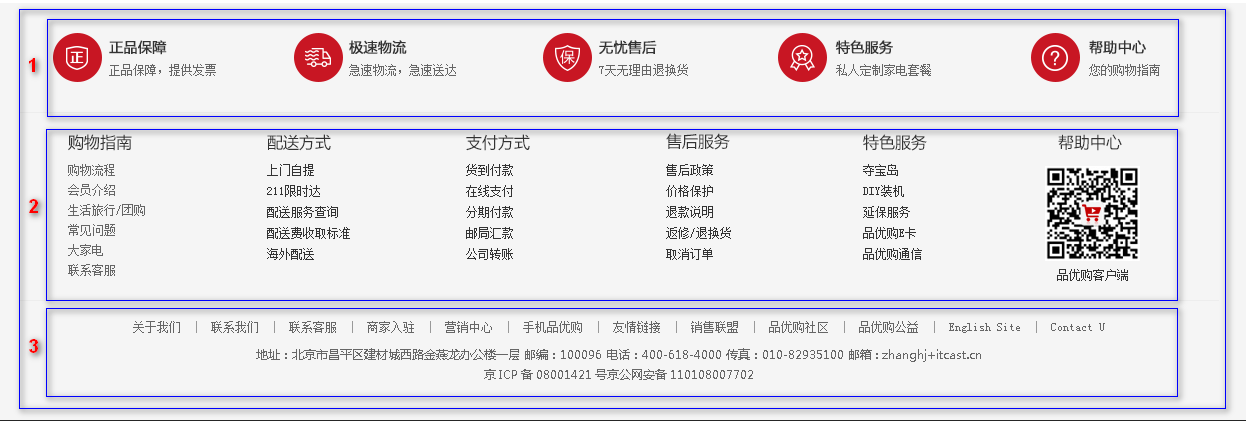 1
正 正品保障
正品保障，提供发票
极速物流
急速物流，急速送达
保 无忧售后
7天无理由退换货
特色服务
私人定制家电套餐
? 帮助中心
您的购物指南
2
购物指南
购物流程
会员介绍
生活旅行/团购
常见问题
大家电
联系客服
配送方式
上门自提
211限时达
配送服务查询
配送费收取标准
海外配送
支付方式
货到付款
在线支付
分期付款
邮局汇款
公司转账
售后服务
售后政策
价格保护
退款说明
返修/退换货
取消订单
特色服务
夺宝岛
DIY装机
延保服务
品优购E卡
品优购通信
帮助中心
品优购客户端
3
关于我们 | 联系我们 | 联系客服 | 商家入驻 | 营销中心 | 手机品优购 | 友情链接 | 销售联盟 | 品优购社区 | 品优购公益 | English Site | Contact U
地址：北京市昌平区建材城西路金燕龙办公楼一层 邮编：100096 电话：400-618-4000 传真：010-82935100 邮箱：zhanghj+itcast.cn
京ICP备08001421号京公网安备110108007702